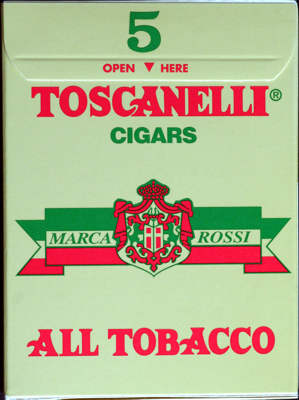 5
OPEN ▼ HERE
TOSCANELLI®
CIGARS
MARCA ROSSI
ALL TOBACCO